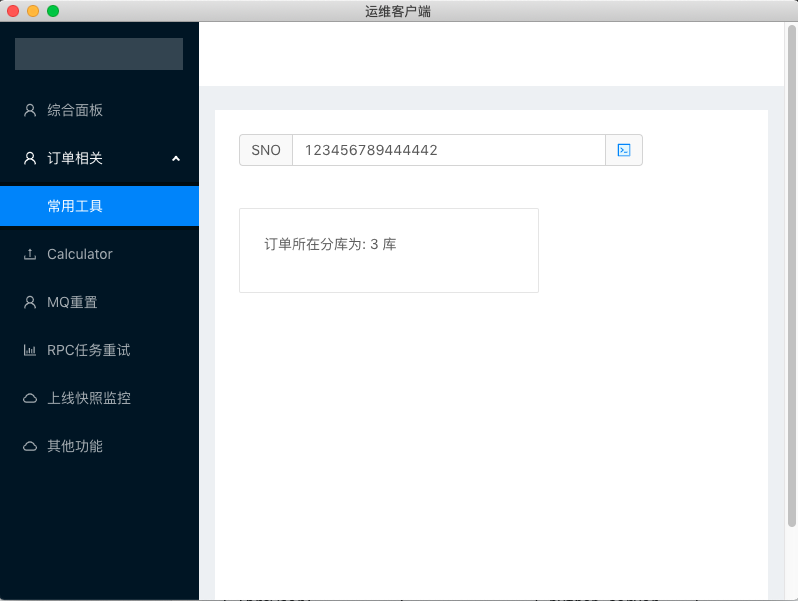 运维客户端
综合面板
订单相关
常用工具
Calculator
MQ重置
RPC任务重试
上线快照监控
其他功能
SNO 123456789444442
订单所在分库为: 3 库